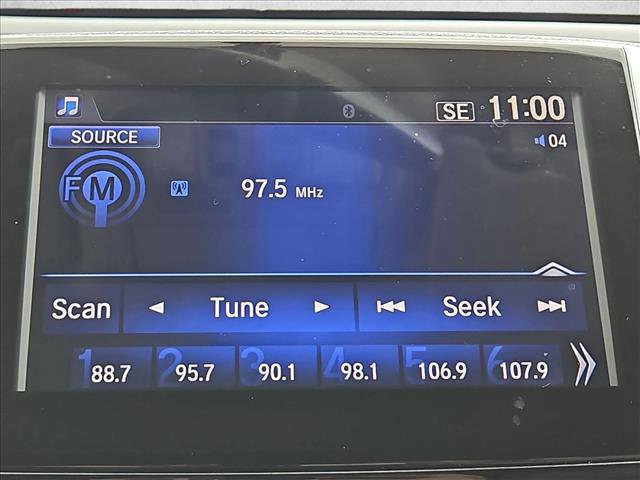 SE 11:00
SOURCE
04
FM
97.5 MHz
Scan Tune Seek
1 2 3 4 5 6
88.7 95.7 90.1 98.1 106.9 107.9